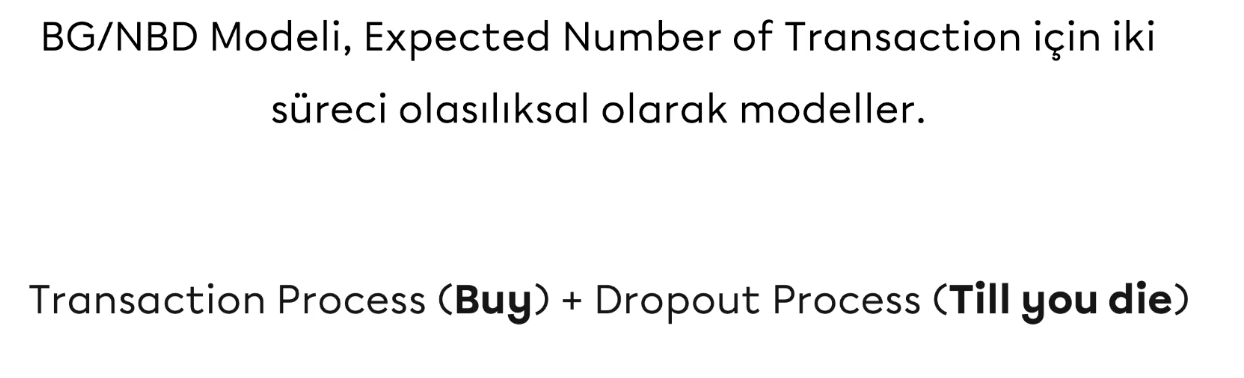 BG/NBD Modeli, Expected Number of Transaction için iki
süreci olasılıksal olarak modeller.
Transaction Process (Buy) + Dropout Process (Till you die)